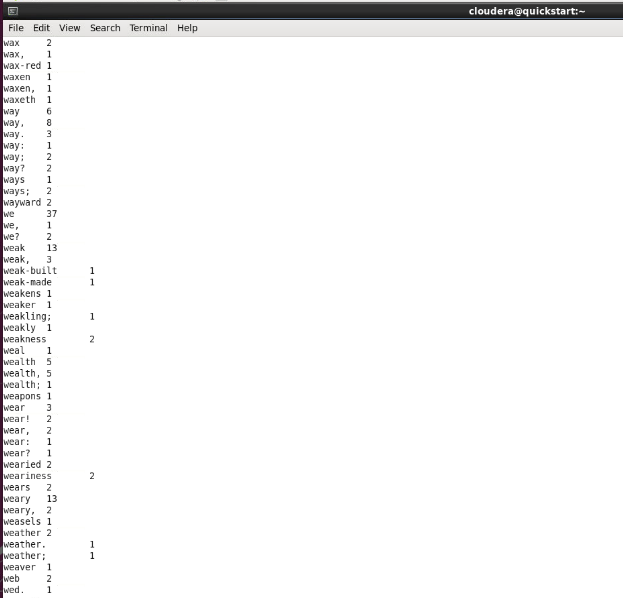 cloudera@quickstart:~
File Edit View Search Terminal Help
wax 2
wax, 1
wax-red 1
waxen 1
waxen, 1
waxeth 1
way 6
way, 8
way. 3
way: 1
way; 2
way? 2
ways 1
ways; 2
wayward 2
we 37
we, 1
we? 2
weak 13
weak, 3
weak-built 1
weak-made 1
weakens 1
weaker 1
weakling; 1
weakly 1
weakness 2
weal 1
wealth 5
wealth, 5
wealth; 1
weapons 1
wear 3
wear! 2
wear, 2
wear: 1
wear? 1
wearied 2
weariness 2
wears 2
weary 13
weary, 2
weasels 1
weather 2
weather. 1
weather; 1
weaver 1
web 2
wed. 1